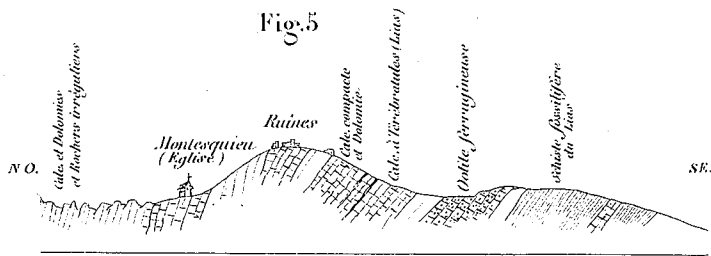 Fig.5
NO.
Calc. et Dolomies
et Rochers irréguliers
Montesquieu
(Eglise)
Ruines
Calc. compacte
et Dolomie
Calc. à Térébratules (Lias)
Oolite ferrugineuse
Schiste fossilifère
du Lias
SE.